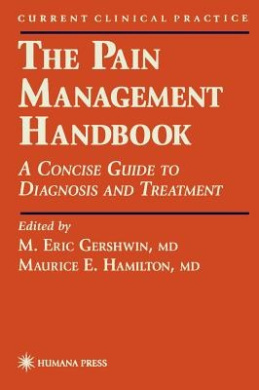 CURRENT CLINICAL PRACTICE
THE PAIN
MANAGEMENT
HANDBOOK
A CONCISE GUIDE TO
DIAGNOSIS AND TREATMENT
Edited by
M. ERIC GERSHWIN, MD
MAURICE E. HAMILTON, MD
HUMANA PRESS